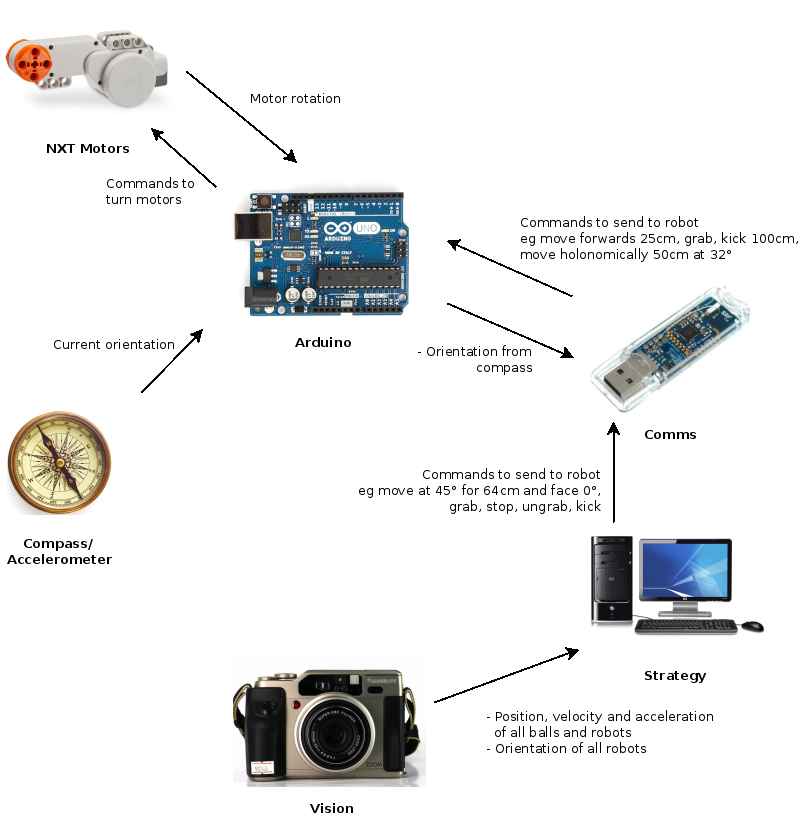 Motor rotation
NXT Motors
Commands to
turn motors
Commands to send to robot
eg move forwards 25cm, grab, kick 100cm,
move holonomically 50cm at 32°
ARDUINO
UNO
MADE IN ITALY
Arduino
Current orientation
- Orientation from
compass
Comms
Commands to send to robot
eg move at 45° for 64cm and face 0°,
grab, stop, ungrab, kick
Compass/
Accelerometer
Strategy
- Position, velocity and acceleration
of all balls and robots
- Orientation of all robots
ZOOM
Vision